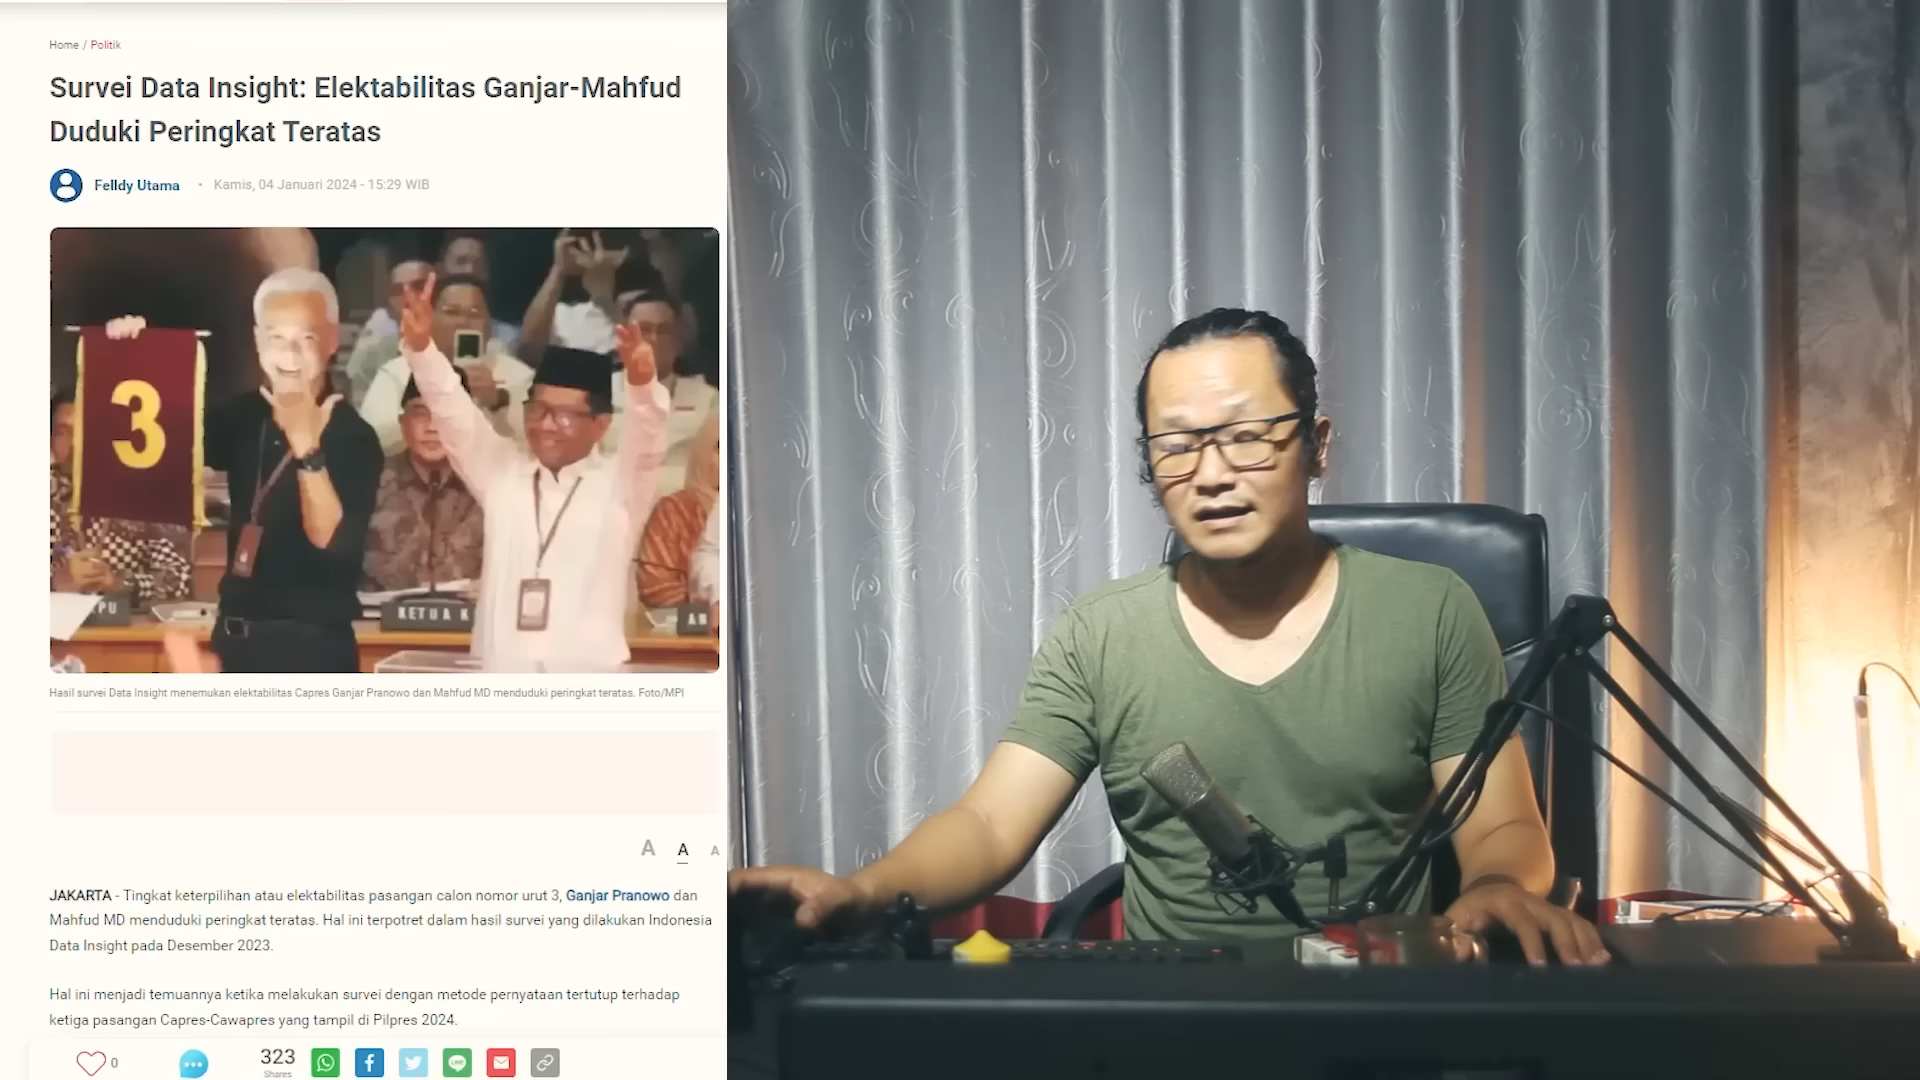 Home / Politik
Survei Data Insight: Elektabilitas Ganjar-Mahfud
Duduki Peringkat Teratas
Felldy Utama • Kamis, 04 Januari 2024 - 15:29 WIB
3
KPU
KETUA K
AN
Hasil survei Data Insight menemukan elektabilitas Capres Ganjar Pranowo dan Mahfud MD menduduki peringkat teratas. Foto/MPI
A A A
JAKARTA - Tingkat keterpilihan atau elektabilitas pasangan calon nomor urut 3, Ganjar Pranowo dan
Mahfud MD menduduki peringkat teratas. Hal ini terpotret dalam hasil survei yang dilakukan Indonesia
Data Insight pada Desember 2023.
Hal ini menjadi temuannya ketika melakukan survei dengan metode pernyataan tertutup terhadap
ketiga pasangan Capres-Cawapres yang tampil di Pilpres 2024.
0
323
Shares
LINE